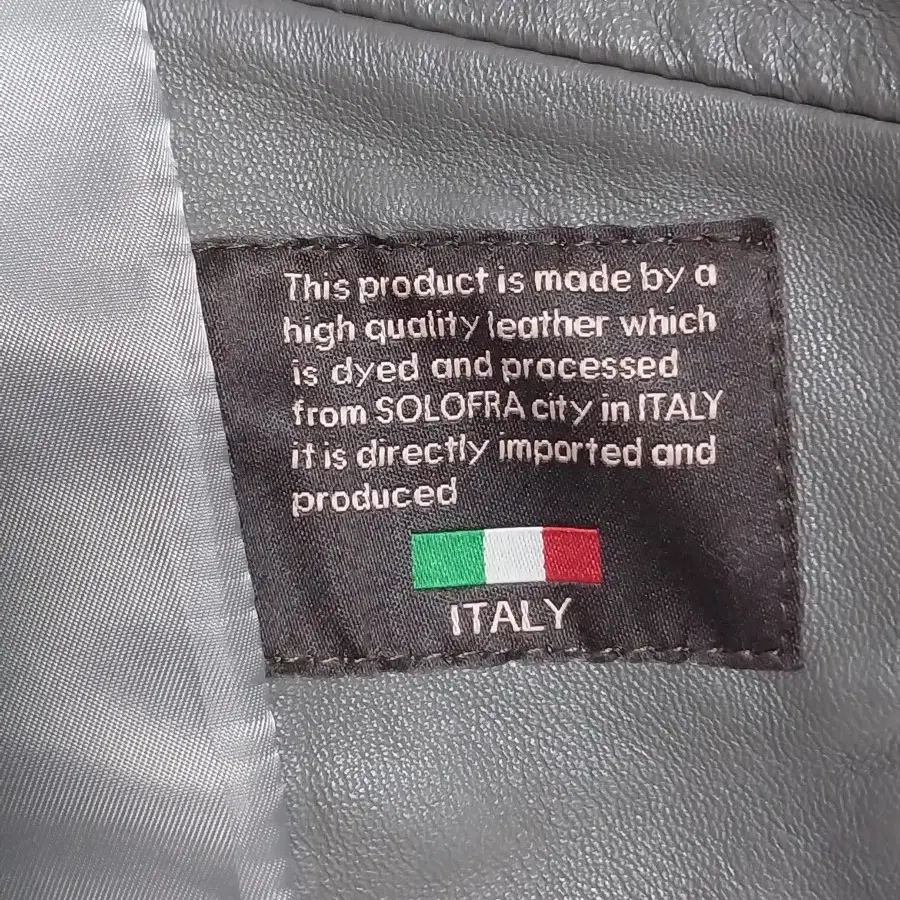 This product is made by a
high quality leather which
is dyed and processed
from SOLOFRA city in ITALY
it is directly imported and
produced
ITALY